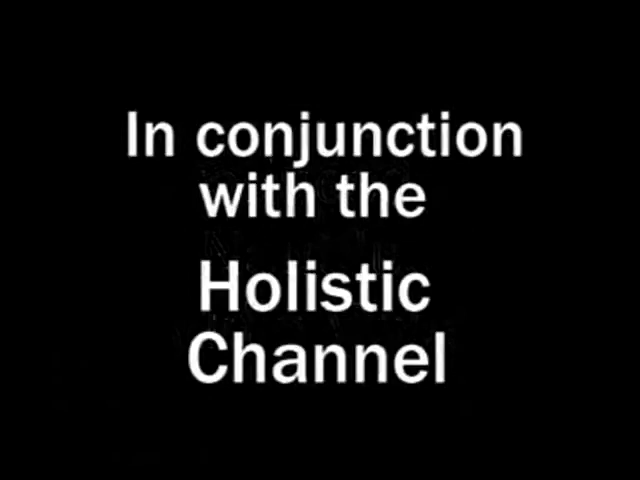 In conjunction
with the
Holistic
Channel